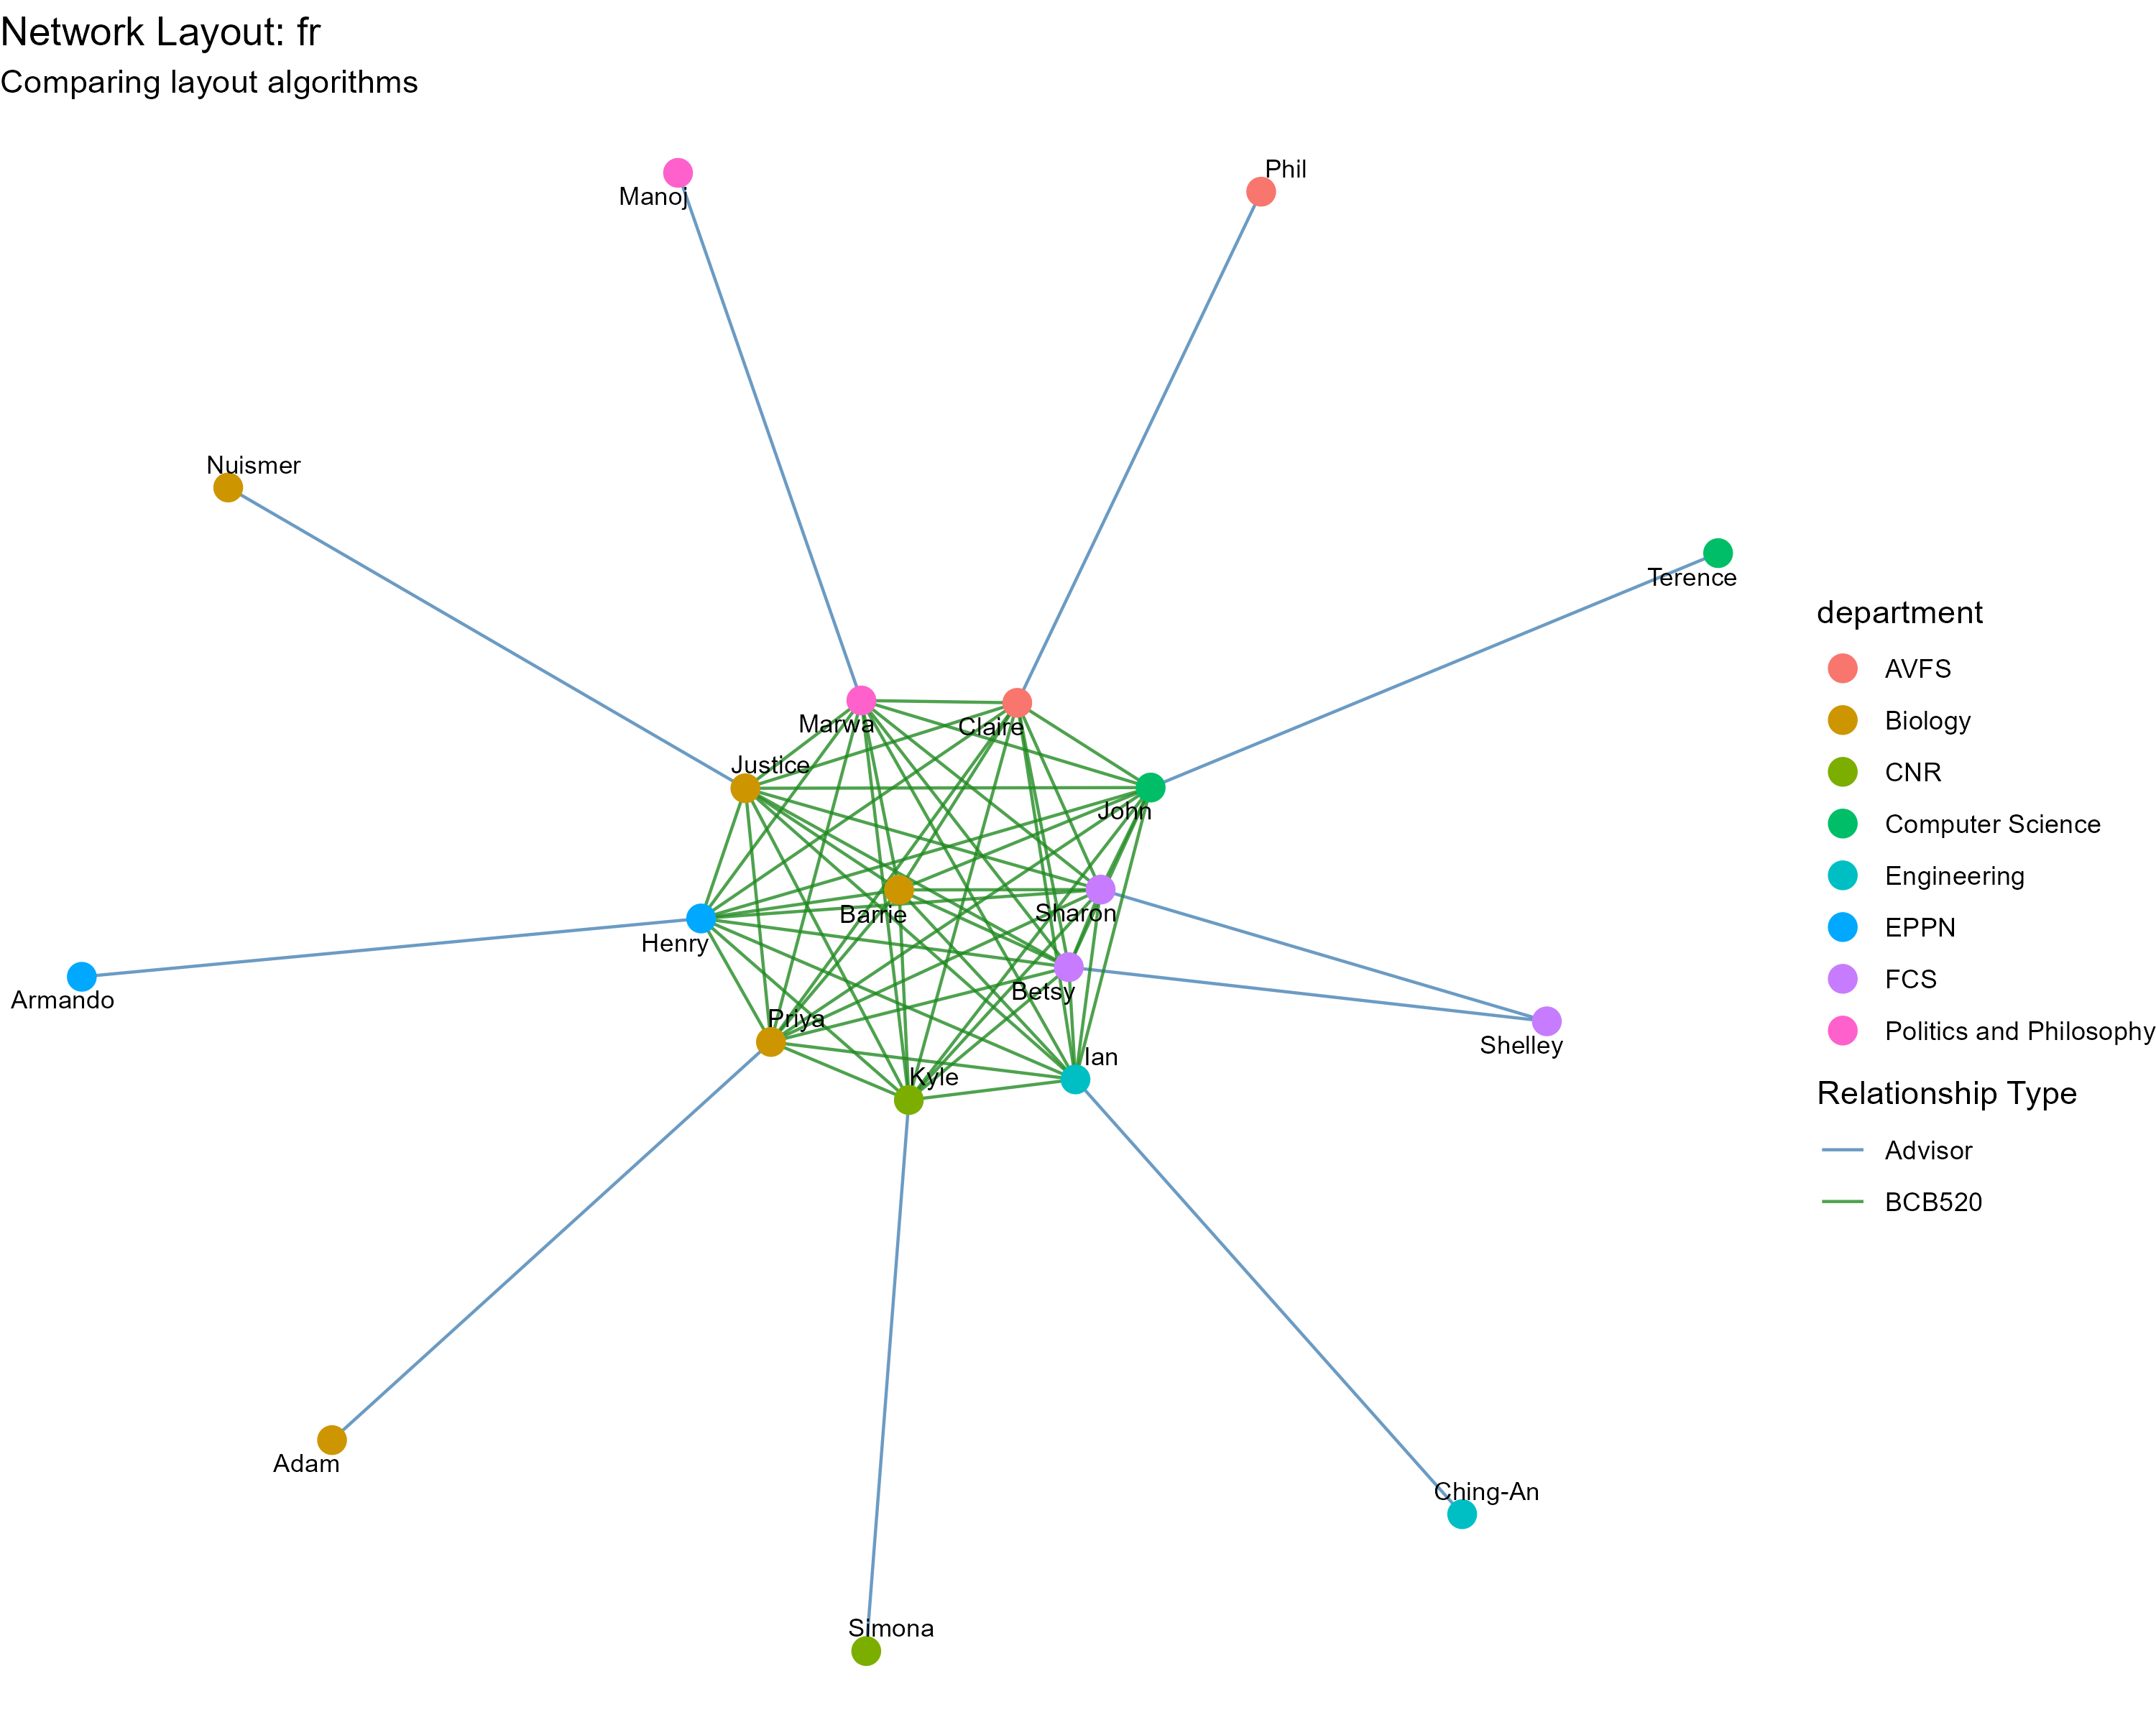 Network Layout: fr
Comparing layout algorithms
Phil
Manoj
Nuismer
Terence
Marwa
Claire
Justice
John
Barrie
Sharon
Henry
Betsy
Armando
Priya
Shelley
Ian
Kyle
Adam
Ching-An
Simona
department
AVFS
Biology
CNR
Computer Science
Engineering
EPPN
FCS
Politics and Philosophy
Relationship Type
Advisor
BCB520